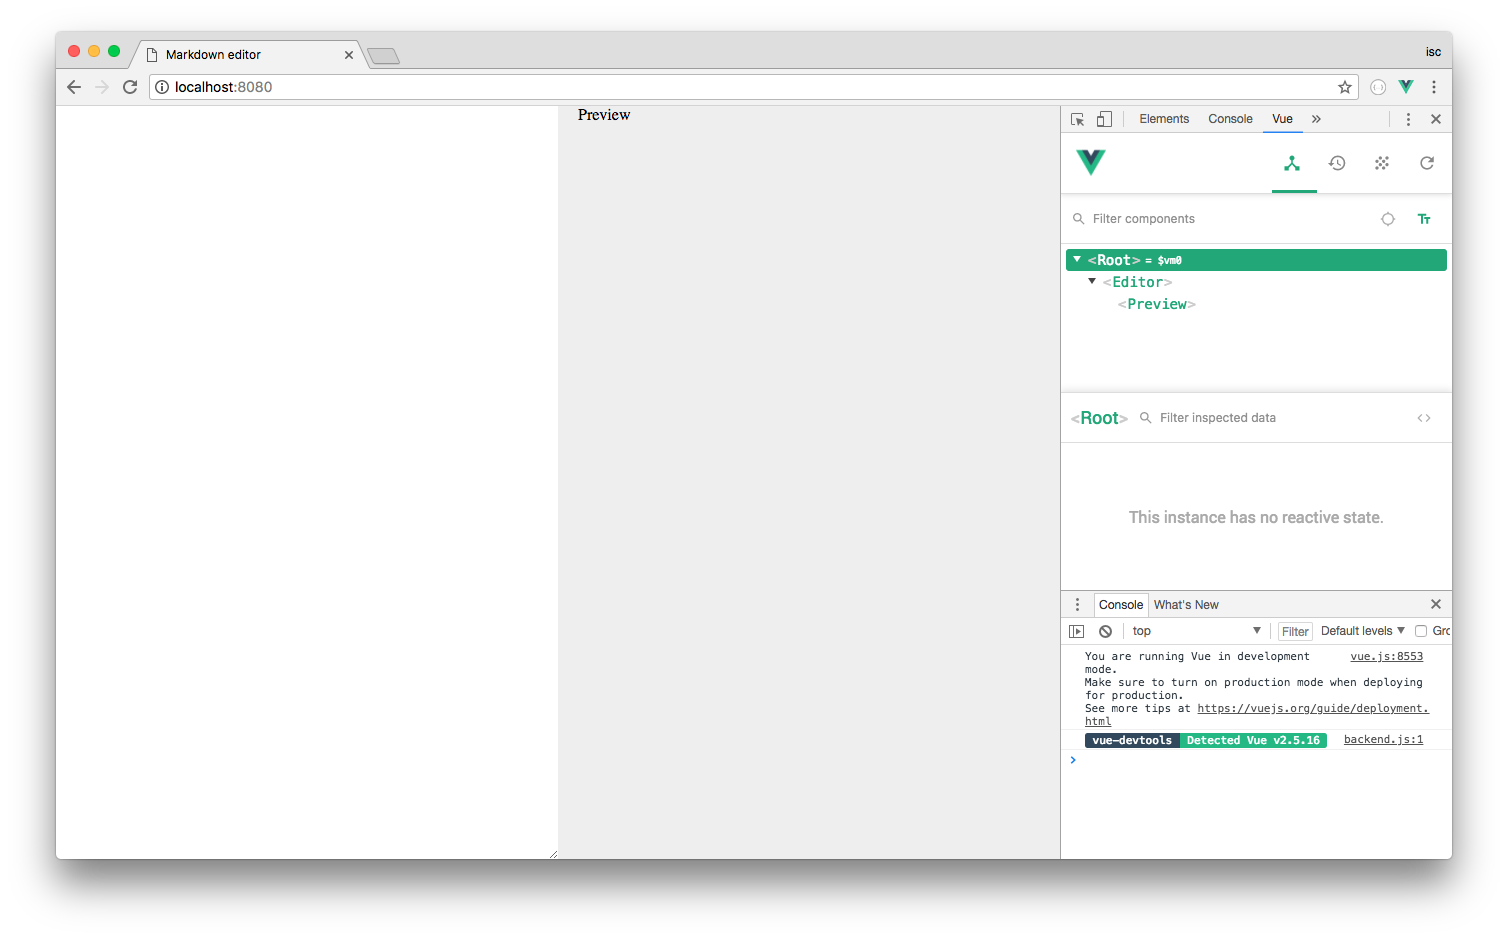 Markdown editor
isc
localhost:8080
Preview
Elements Console Vue »
Filter components
Tт
<Root> = $vm0
<Editor>
<Preview>
<Root> Filter inspected data
This instance has no reactive state.
Console What's New
top Filter Default levels Grc
You are running Vue in development vue.js:8553
mode.
Make sure to turn on production mode when deploying
for production.
See more tips at https://vuejs.org/guide/deployment.
html
vue-devtools Detected Vue v2.5.16 backend.js:1